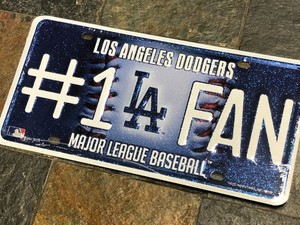 LOS ANGELES DODGERS
#1 LA FAN
MAJOR LEAGUE BASEBALL